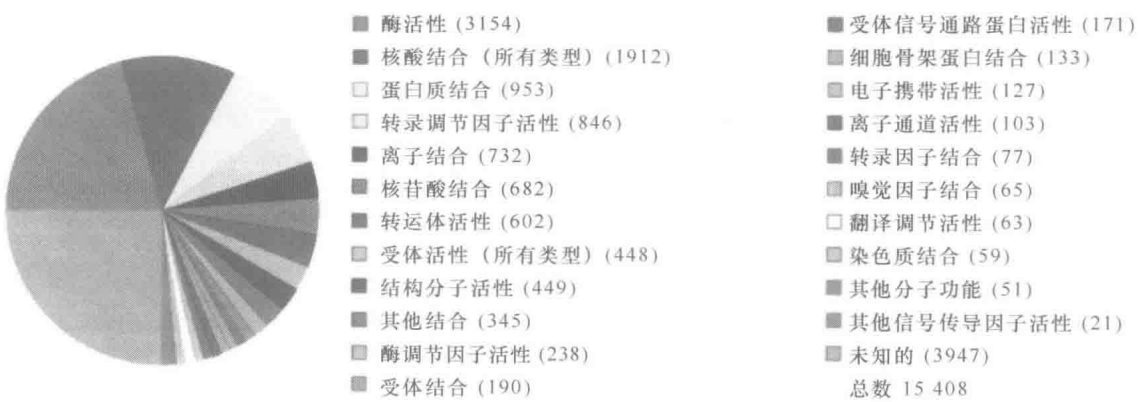 酶活性 (3154)
核酸结合（所有类型）(1912)
蛋白质结合 (953)
转录调节因子活性 (846)
离子结合 (732)
核苷酸结合 (682)
转运体活性 (602)
受体活性（所有类型）(448)
结构分子活性 (449)
其他结合 (345)
酶调节因子活性 (238)
受体结合 (190)
受体信号通路蛋白活性 (171)
细胞骨架蛋白结合 (133)
电子携带活性 (127)
离子通道活性 (103)
转录因子结合 (77)
嗅觉因子结合 (65)
翻译调节活性 (63)
染色质结合 (59)
其他分子功能 (51)
其他信号传导因子活性 (21)
未知的 (3947)
总数 15 408